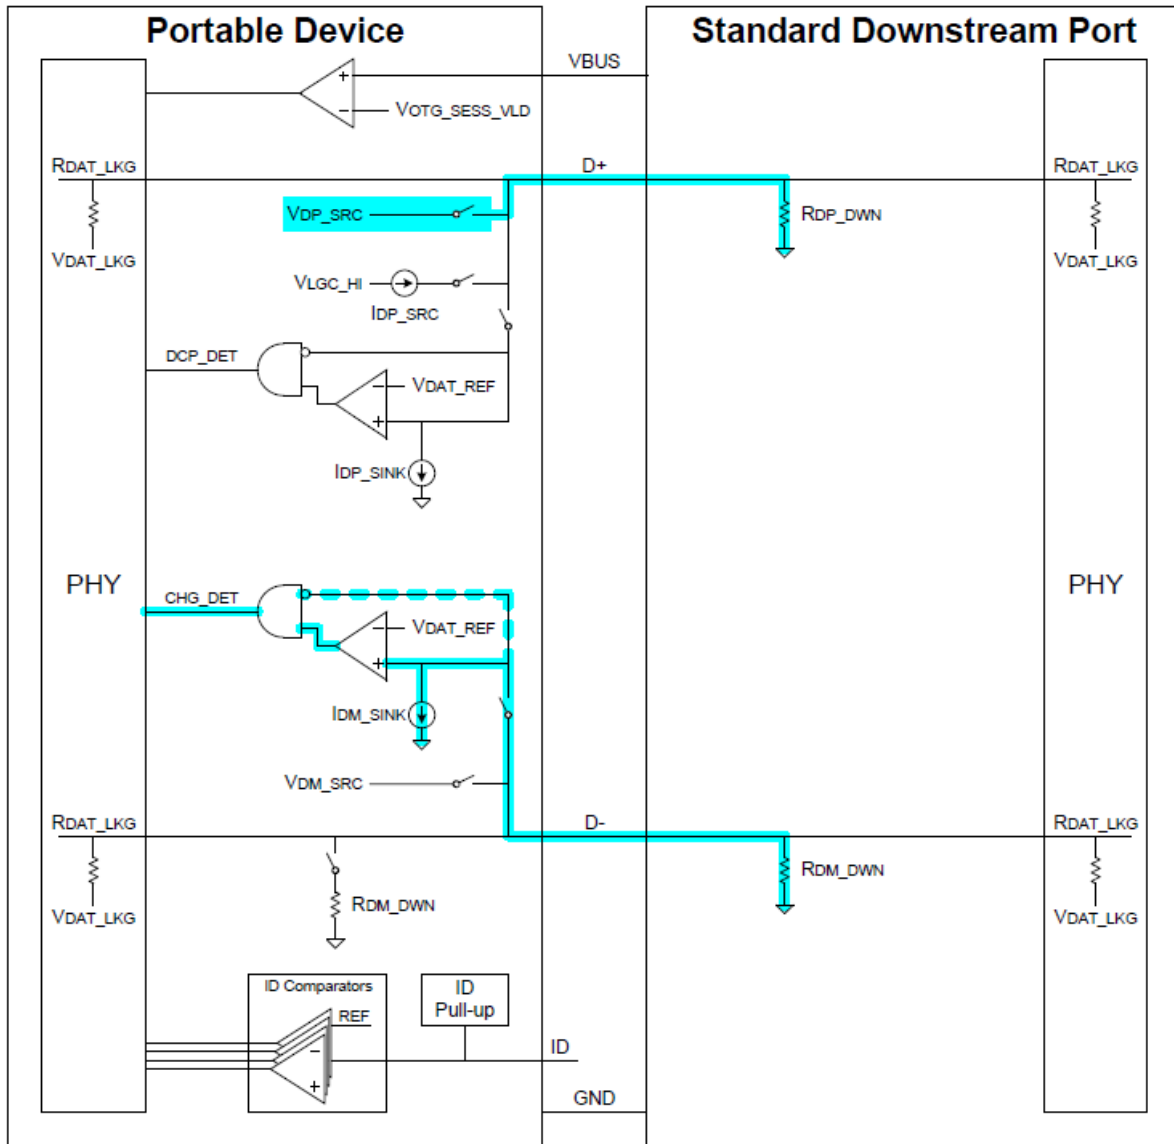 Portable Device
Standard Downstream Port
VBUS
VOTG_SESS_VLD
RDAT_LKG
D+
RDAT_LKG
VDP_SRC
RDP_DWN
VDAT_LKG
VDAT_LKG
VLGC_HI
IDP_SRC
DCP_DET
VDAT_REF
IDP_SINK
PHY
CHG_DET
PHY
VDAT_REF
IDM_SINK
VDM_SRC
RDAT_LKG
D-
RDAT_LKG
RDM_DWN
RDM_DWN
VDAT_LKG
VDAT_LKG
ID Comparators
REF
ID
Pull-up
ID
GND